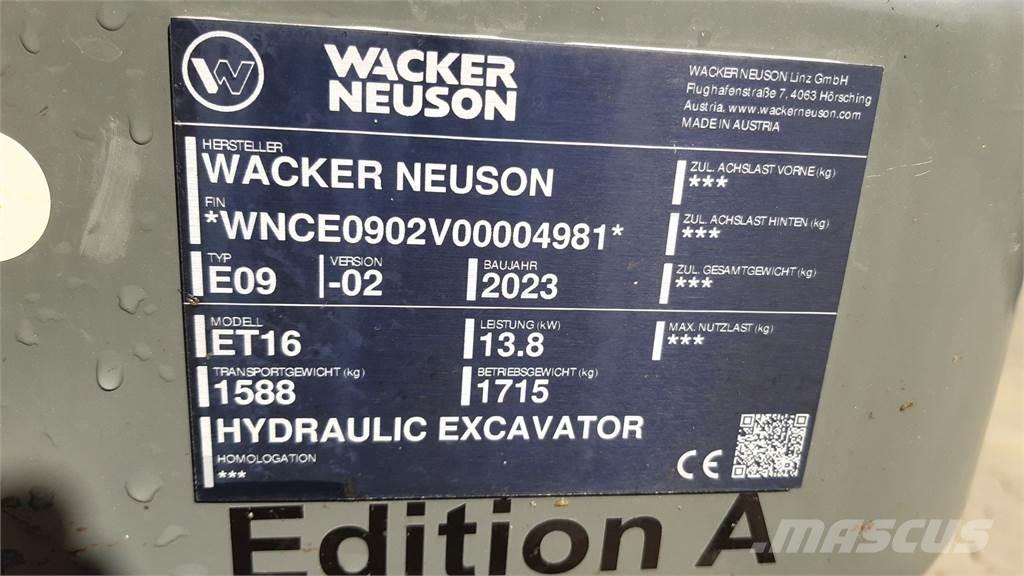 WACKER
NEUSON
WACKER NEUSON Linz GmbH
Flughafenstraße 7, 4063 Hörsching
Austria, www.wackerneuson.com
MADE IN AUSTRIA
HERSTELLER
WACKER NEUSON
ZUL. ACHSLAST VORNE (kg)
***
FIN
*WNCE0902V00004981*
ZUL. ACHSLAST HINTEN (kg)
***
TYP
E09
VERSION
-02
BAUJAHR
2023
ZUL. GESAMTGEWICHT (kg)
***
MODELL
ET16
LEISTUNG (kW)
13.8
MAX. NUTZLAST (kg)
***
TRANSPORTGEWICHT (kg)
1588
BETRIEBSGEWICHT (kg)
1715
HYDRAULIC EXCAVATOR
HOMOLOGATION
***
CE
Edition A
MASCUS